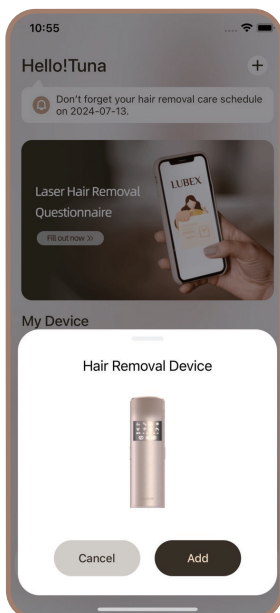 10:55
Hello!Tuna
+
Don't forget your hair removal care schedule
on 2024-07-13.
Laser Hair Removal
Questionnaire
Fill out now »
LUBEX
My Device
Hair Removal Device
Cancel
Add